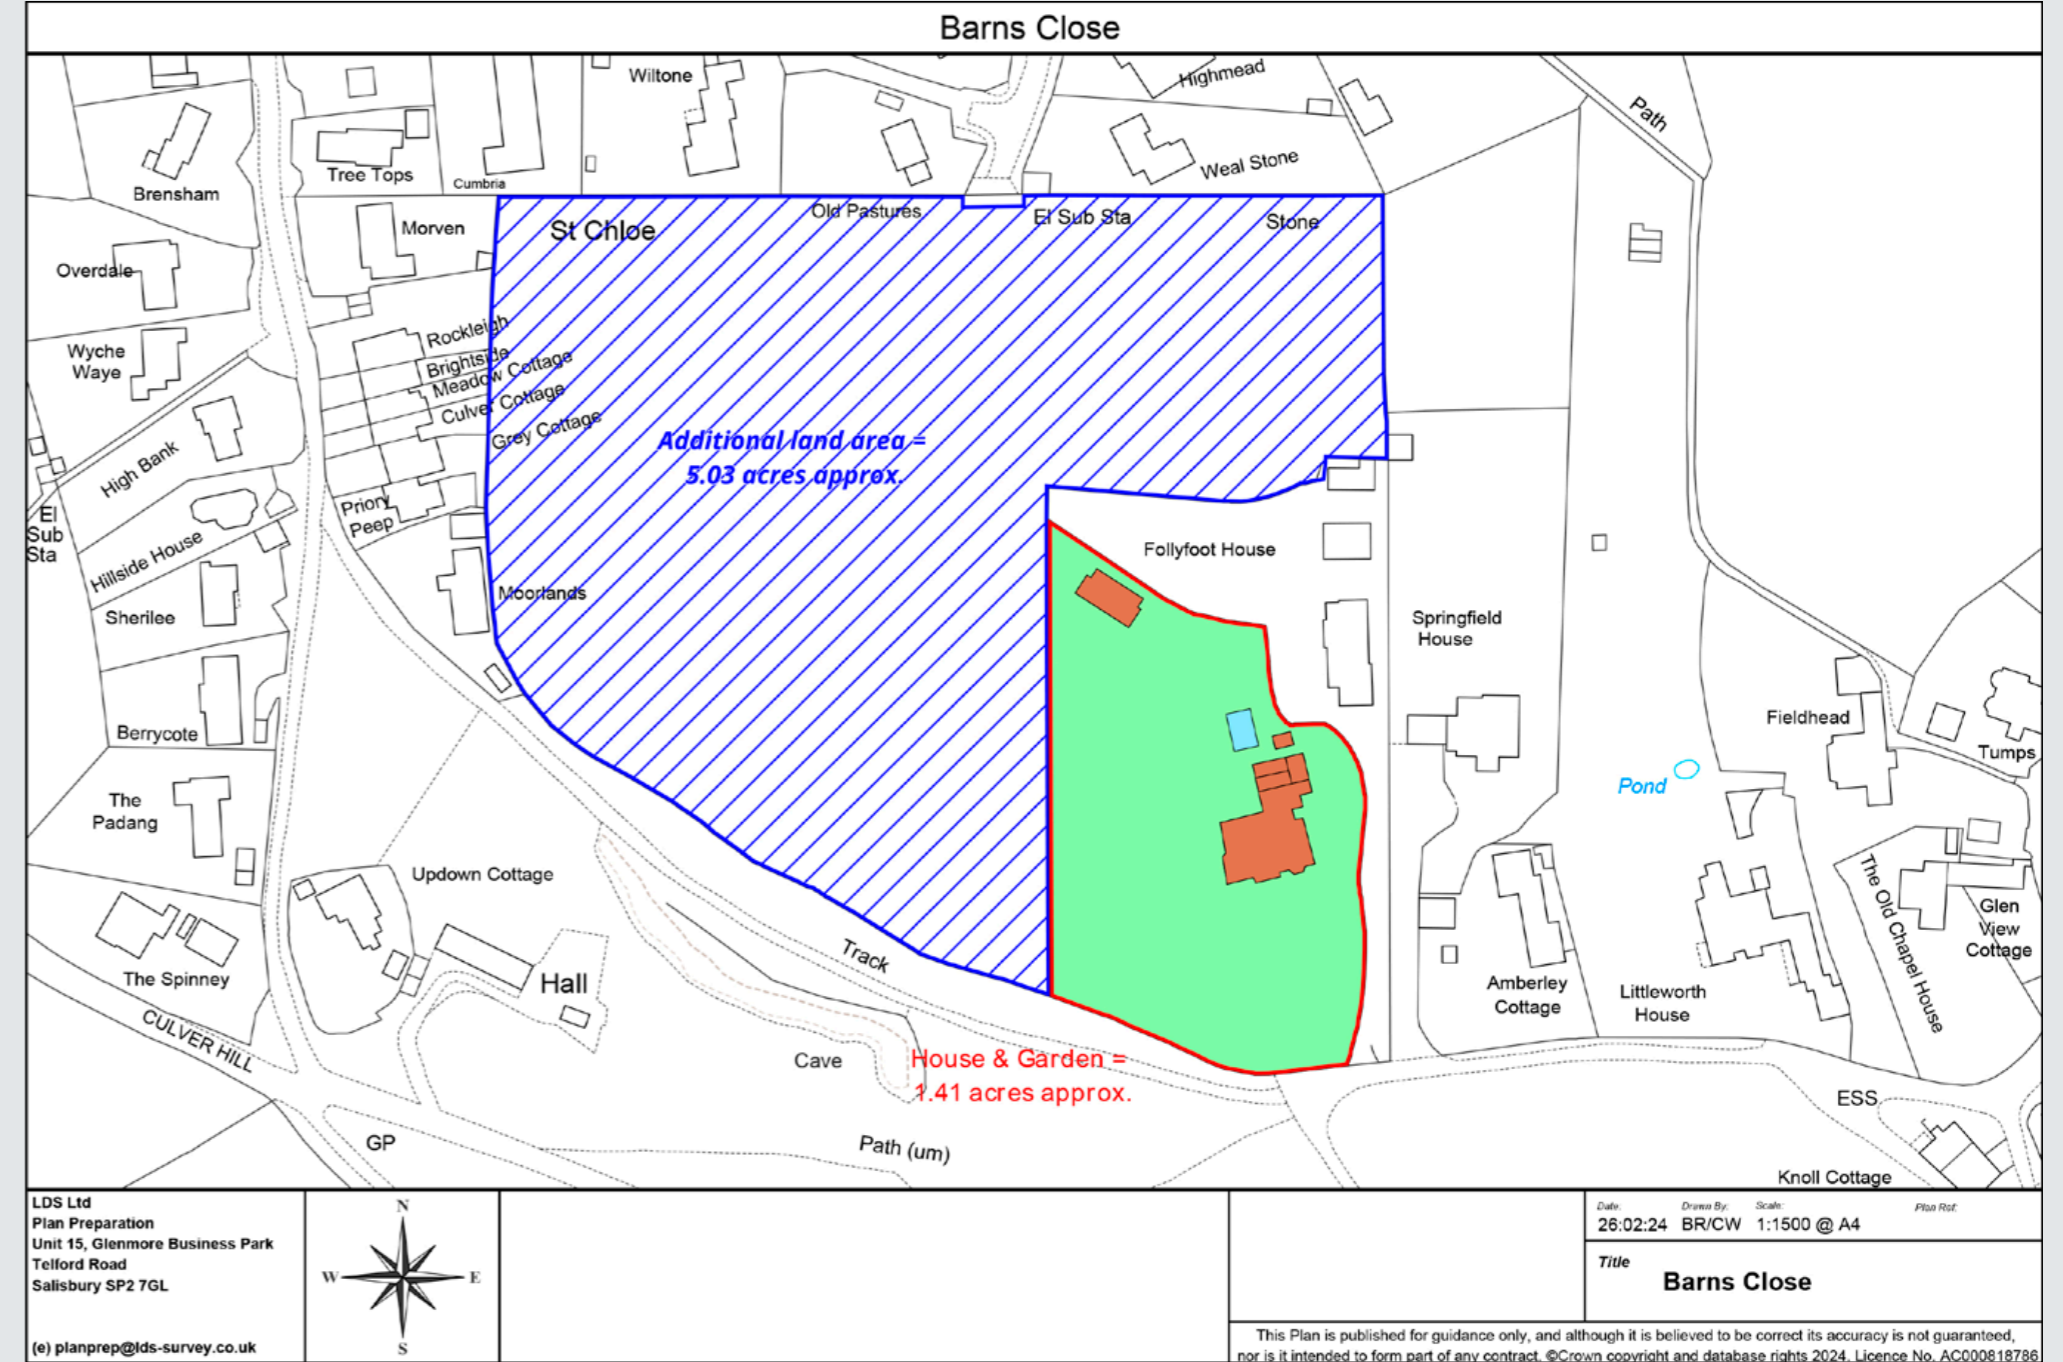 Barns Close
Wiltone
Highmead
Path
Brensham
Tree Tops
Cumbria
Weal Stone
Morven
St Chloe
Old Pastures
El Sub Sta
Stone
Overdale
Rockleigh
Brightside
Meadow Cottage
Culver Cottage
Grey Cottage
Wyche
Waye
Additional land area =
5.03 acres approx.
High Bank
Priory
Peep
El
Sub
Sta
Hillside House
Follyfoot House
Moorlands
Sherilee
Springfield
House
Berrycote
Fieldhead
Tumps
Pond
The
Padang
Updown Cottage
The Old Chapel House
Glen
View
Cottage
The Spinney
Hall
Track
Amberley
Cottage
Littleworth
House
CULVER HILL
Cave
House & Garden =
1.41 acres approx.
ESS
GP
Path (um)
Knoll Cottage
LDS Ltd
Plan Preparation
Unit 15, Glenmore Business Park
Telford Road
Salisbury SP2 7GL
(e) planprep@lds-survey.co.uk
N
W
E
S
Date: Drawn By: Scale: Plan Ref:
26:02:24 BR/CW 1:1500 @ A4
Title
Barns Close
This Plan is published for guidance only, and although it is believed to be correct its accuracy is not guaranteed,
nor is it intended to form part of any contract. ©Crown copyright and database rights 2024. Licence No. AC000818786